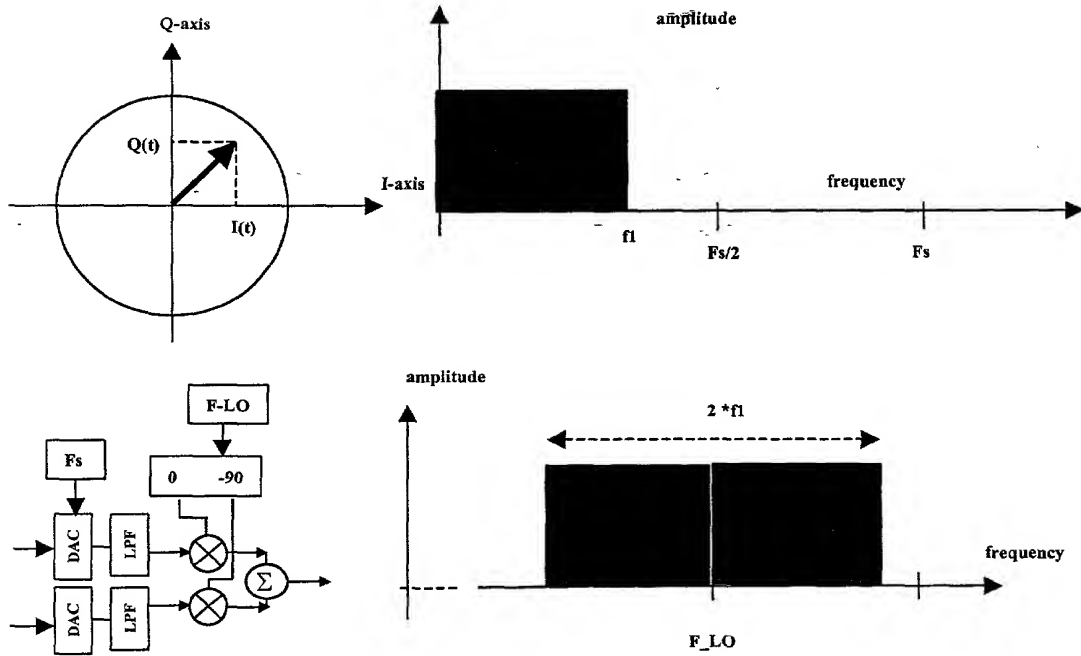 Q-axis
Q(t)
I-axis
I(t)
amplitude
frequency
f1
Fs/2
Fs
F-LO
Fs
0 -90
DAC
LPF
Σ
DAC
LPF
amplitude
2 *f1
frequency
F_LO